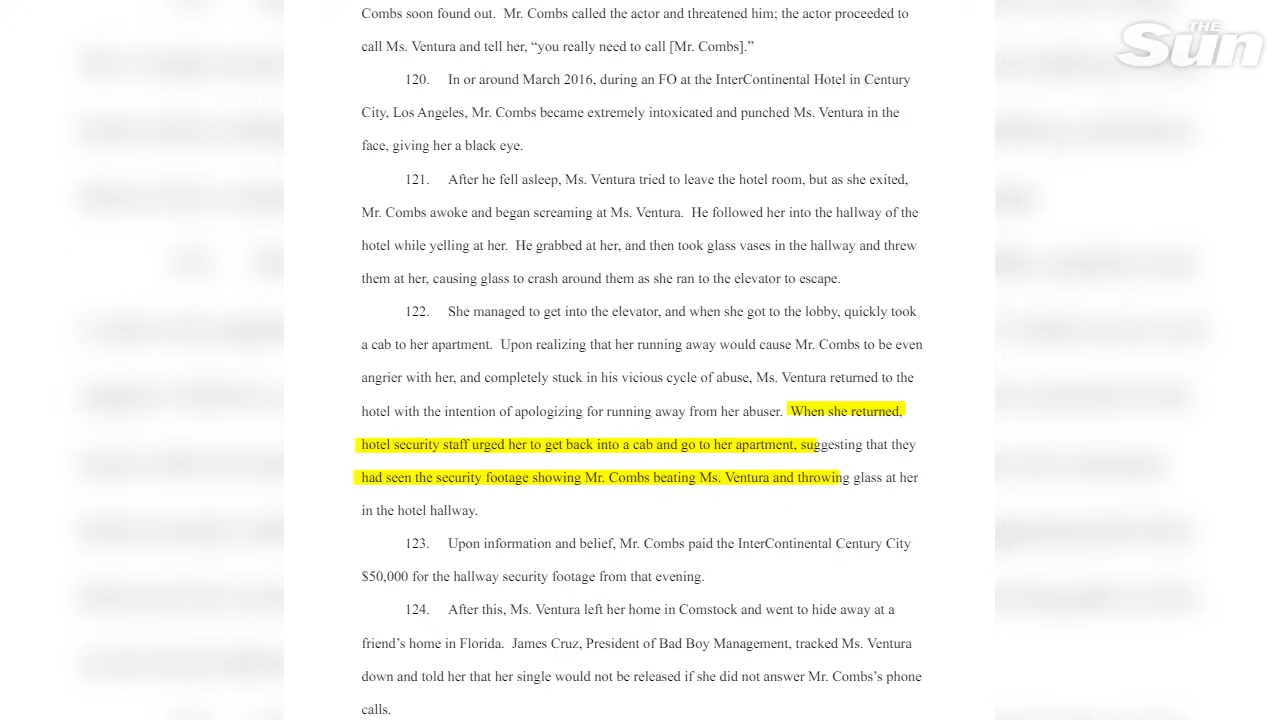 THE
Sun
Combs soon found out. Mr. Combs called the actor and threatened him; the actor proceeded to
call Ms. Ventura and tell her, “you really need to call [Mr. Combs].”
120. In or around March 2016, during an FO at the InterContinental Hotel in Century
City, Los Angeles, Mr. Combs became extremely intoxicated and punched Ms. Ventura in the
face, giving her a black eye.
121. After he fell asleep, Ms. Ventura tried to leave the hotel room, but as she exited,
Mr. Combs awoke and began screaming at Ms. Ventura. He followed her into the hallway of the
hotel while yelling at her. He grabbed at her, and then took glass vases in the hallway and threw
them at her, causing glass to crash around them as she ran to the elevator to escape.
122. She managed to get into the elevator, and when she got to the lobby, quickly took
a cab to her apartment. Upon realizing that her running away would cause Mr. Combs to be even
angrier with her, and completely stuck in his vicious cycle of abuse, Ms. Ventura returned to the
hotel with the intention of apologizing for running away from her abuser. When she returned,
hotel security staff urged her to get back into a cab and go to her apartment, suggesting that they
had seen the security footage showing Mr. Combs beating Ms. Ventura and throwing glass at her
in the hotel hallway.
123. Upon information and belief, Mr. Combs paid the InterContinental Century City
$50,000 for the hallway security footage from that evening.
124. After this, Ms. Ventura left her home in Comstock and went to hide away at a
friend’s home in Florida. James Cruz, President of Bad Boy Management, tracked Ms. Ventura
down and told her that her single would not be released if she did not answer Mr. Combs’s phone
calls.